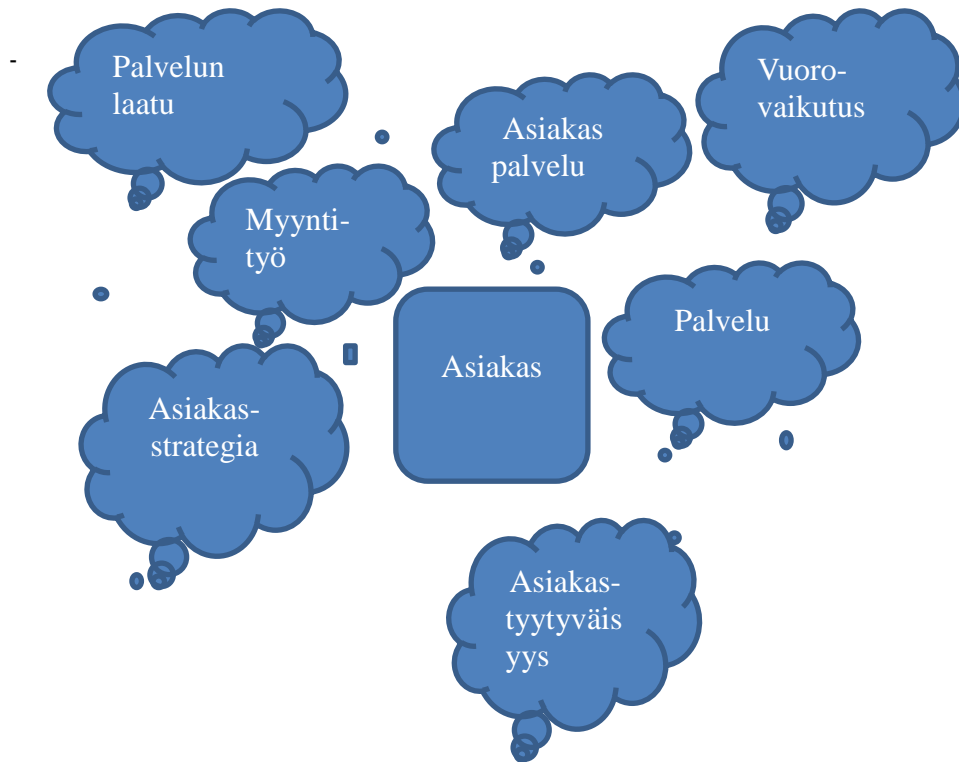 -
Palvelun
laatu
Vuoro-
vaikutus
Asiakas
palvelu
Myynti-
työ
Palvelu
Asiakas
Asiakas-
strategia
Asiakas-
tyytyväis
yys